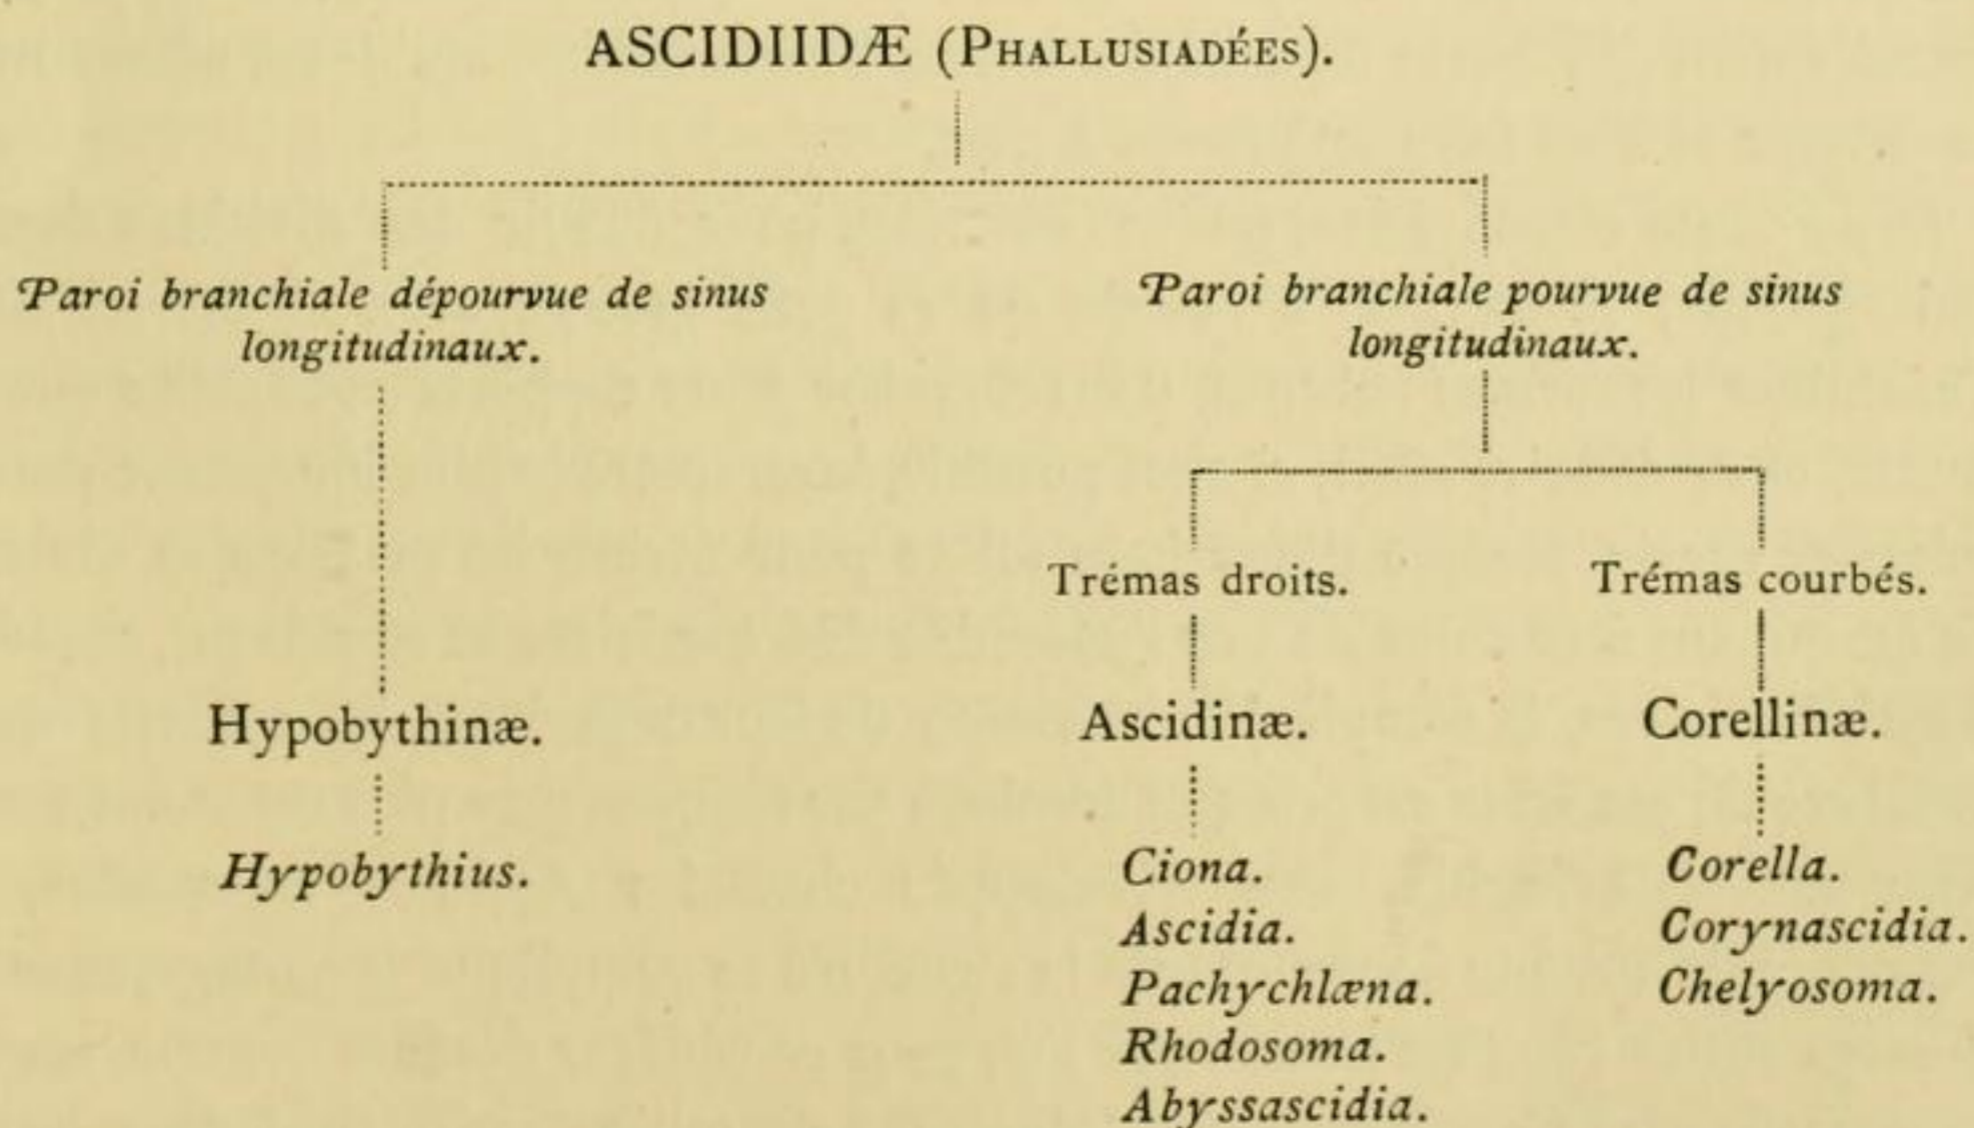 ASCIDIIDÆ (PHALLUSIADÉES).
Paroi branchiale dépourvue de sinus
longitudinaux.
Paroi branchiale pourvue de sinus
longitudinaux.
Trémas droits.
Trémas courbés.
Hypobythinæ.
Ascidinæ.
Corellinæ.
Hypobythius.
Ciona.
Ascidia.
Pachychlæna.
Rhodosoma.
Abyssascidia.
Corella.
Corynascidia.
Chelyosoma.